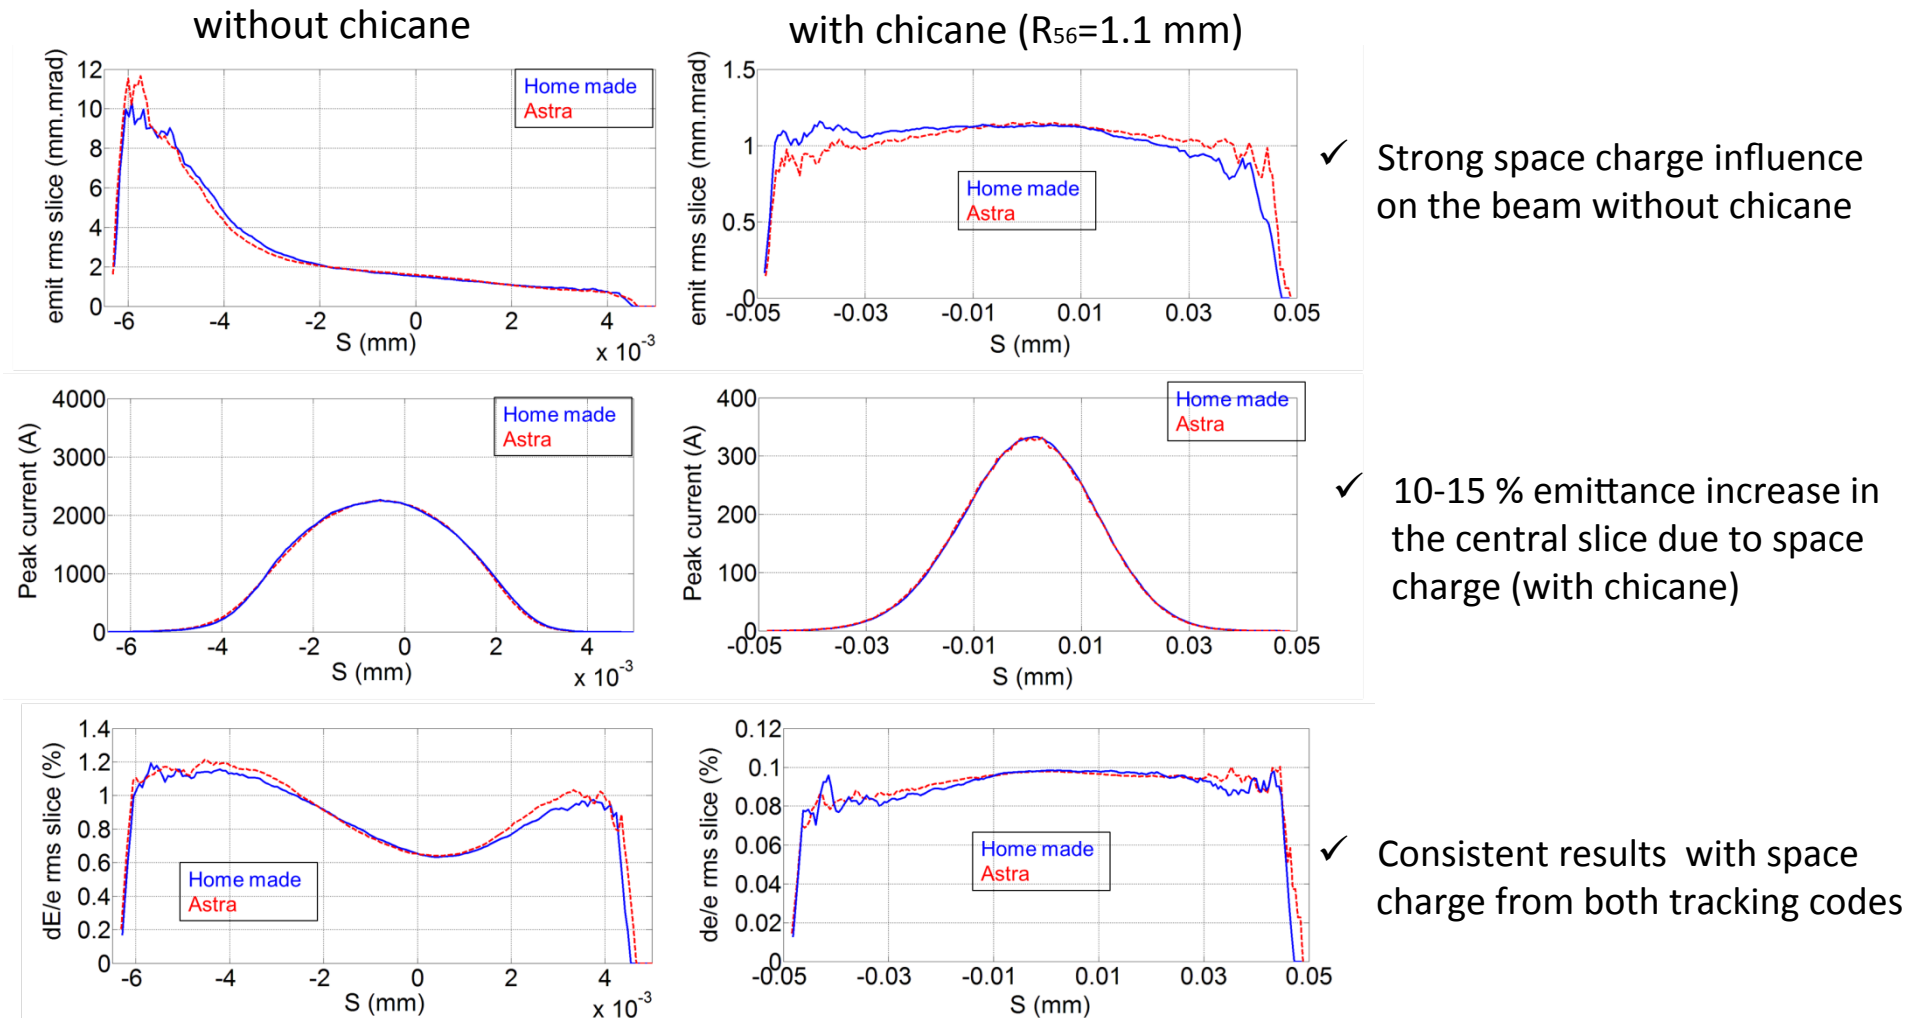 without chicane
with chicane (R₅₆=1.1 mm)
emit rms slice (mm.mrad)
12
10
8
6
4
2
0
-6
-4
-2
0
2
4
S (mm)
x 10⁻³
Home made
Astra
emit rms slice (mm.mrad)
1.5
1
0.5
0
-0.05
-0.03
-0.01
0.01
0.03
0.05
S (mm)
Home made
Astra
✓ Strong space charge influence
on the beam without chicane
Peak current (A)
4000
3000
2000
1000
0
-6
-4
-2
0
2
4
S (mm)
x 10⁻³
Home made
Astra
Peak current (A)
400
300
200
100
0
-0.05
-0.03
-0.01
0.01
0.03
0.05
S (mm)
Home made
Astra
✓ 10-15 % emittance increase in
the central slice due to space
charge (with chicane)
dE/e rms slice (%)
1.4
1.2
1
0.8
0.6
0.4
0.2
0
-6
-4
-2
0
2
4
S (mm)
x 10⁻³
Home made
Astra
de/e rms slice (%)
0.12
0.1
0.08
0.06
0.04
0.02
0
-0.05
-0.03
-0.01
0.01
0.03
0.05
S (mm)
Home made
Astra
✓ Consistent results with space
charge from both tracking codes